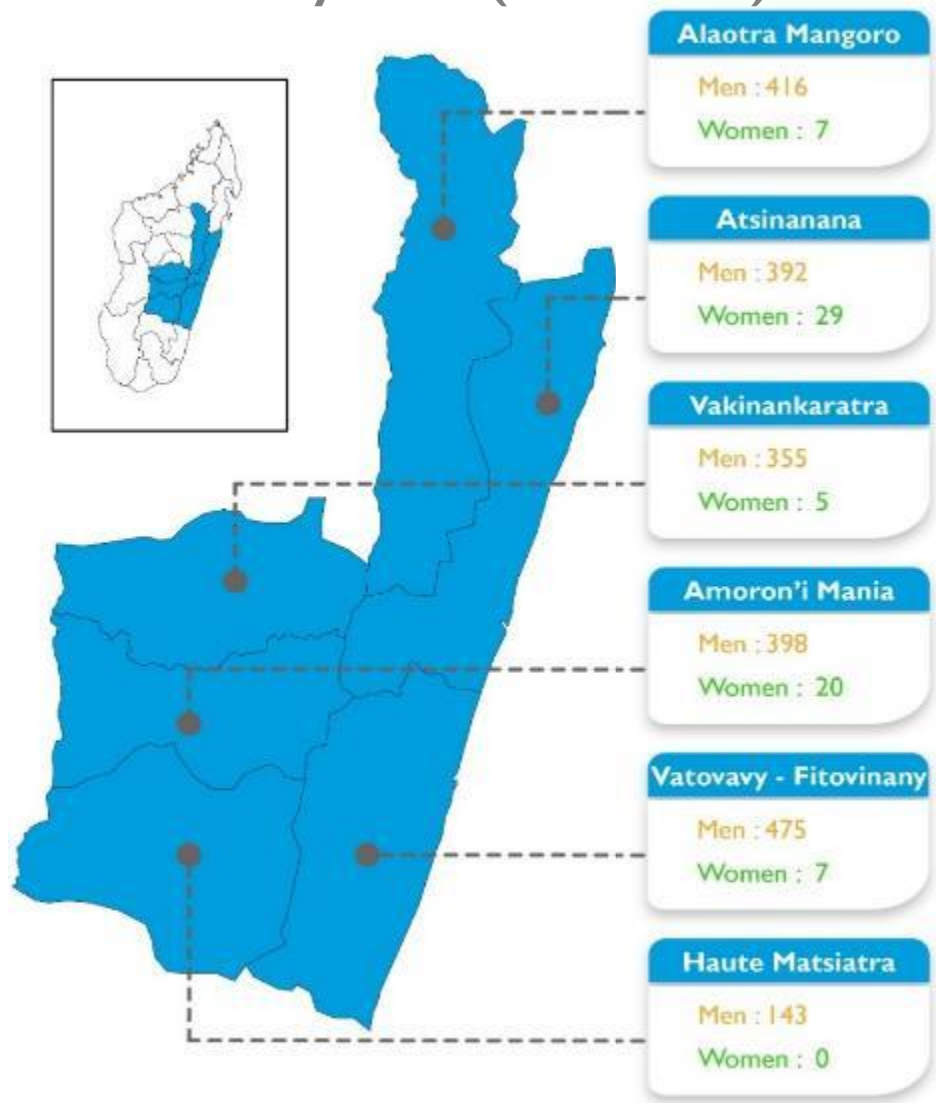 Alaotra Mangoro
Men : 416
Women : 7
Atsinanana
Men : 392
Women : 29
Vakinankaratra
Men : 355
Women : 5
Amoron'i Mania
Men : 398
Women : 20
Vatovavy - Fitovinany
Men : 475
Women : 7
Haute Matsiatra
Men : 143
Women : 0